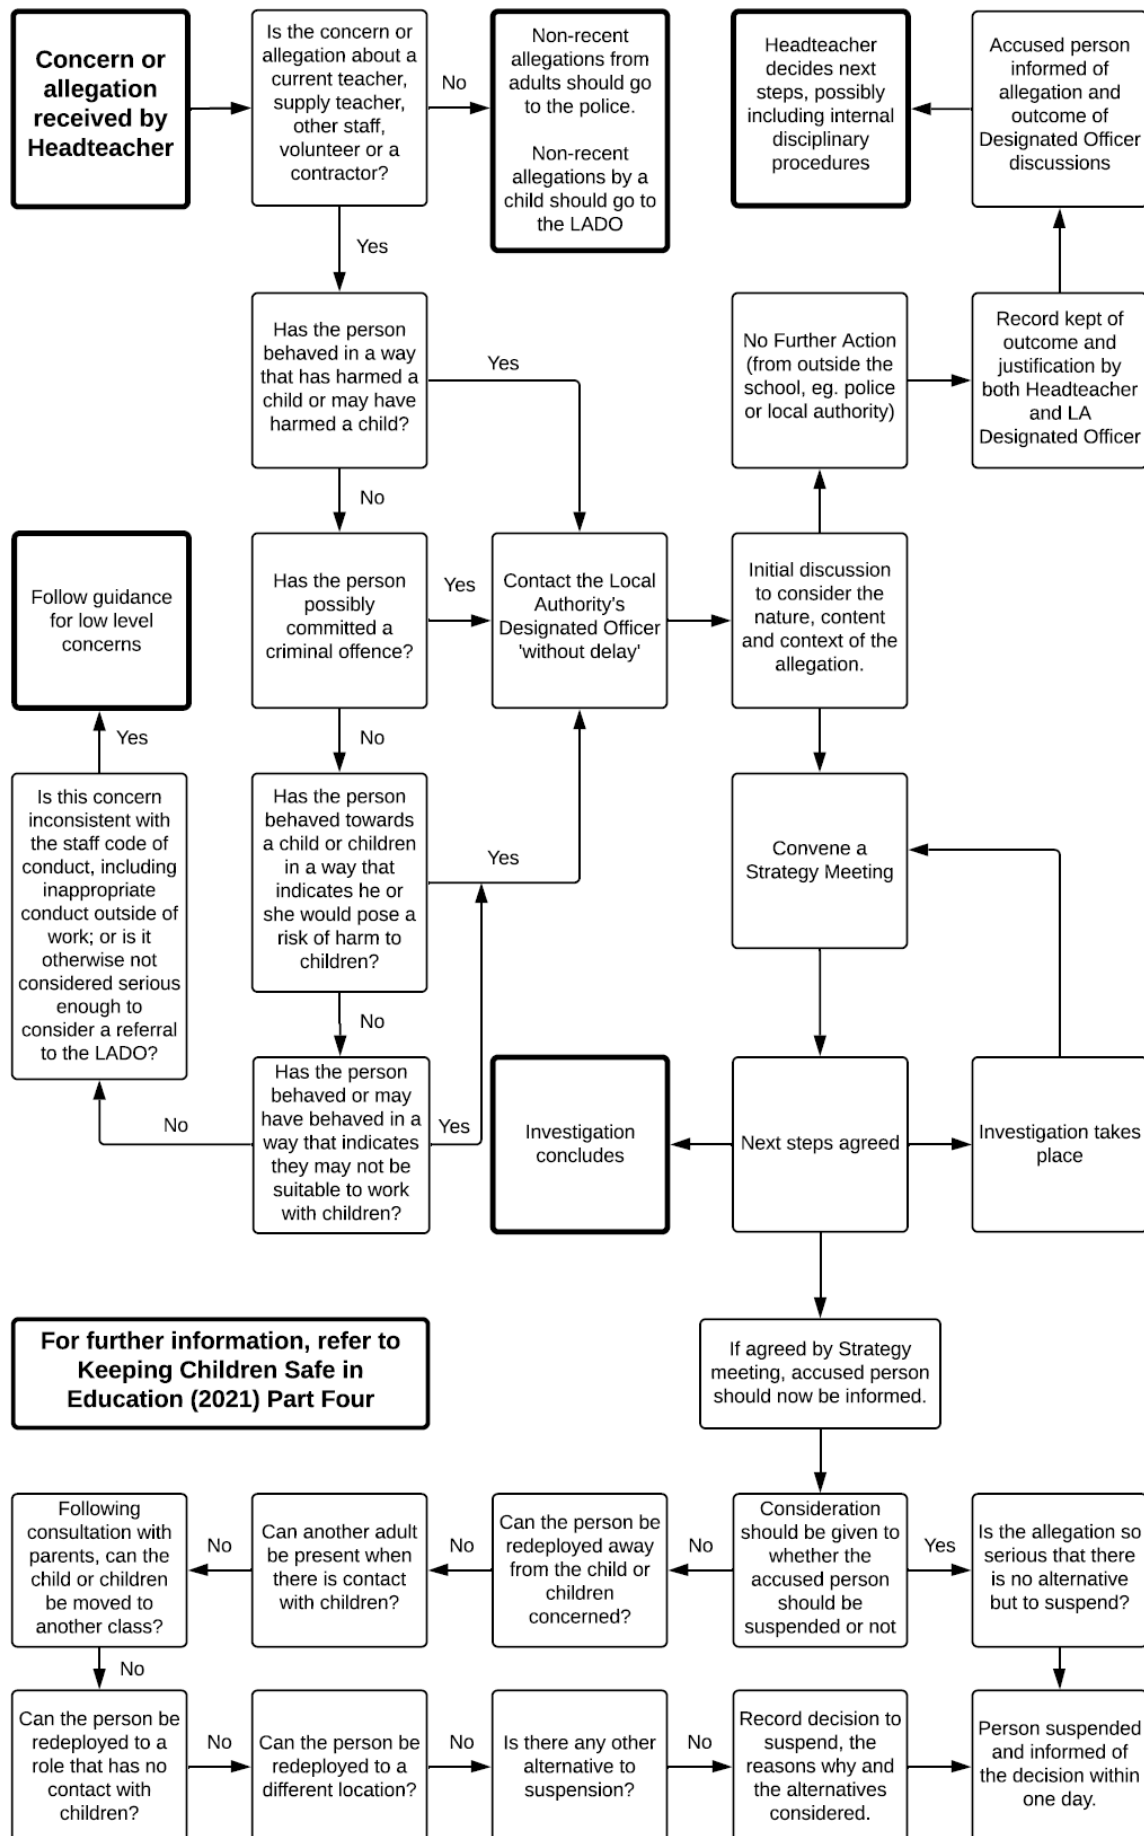 Concern or
allegation
received by
Headteacher
Is the concern or
allegation about a
current teacher,
supply teacher,
other staff,
volunteer or a
contractor?
No
Non-recent
allegations from
adults should go
to the police.
Non-recent
allegations by a
child should go to
the LADO
Headteacher
decides next
steps, possibly
including internal
disciplinary
procedures
Accused person
informed of
allegation and
outcome of
Designated Officer
discussions
Yes
Has the person
behaved in a way
that has harmed a
child or may have
harmed a child?
Yes
No Further Action
(from outside the
school, eg. police
or local authority)
Record kept of
outcome and
justification by
both Headteacher
and LA
Designated Officer
No
Follow guidance
for low level
concerns
Has the person
possibly
committed a
criminal offence?
Yes
Contact the Local
Authority's
Designated Officer
'without delay'
Initial discussion
to consider the
nature, content
and context of the
allegation.
Yes
No
Is this concern
inconsistent with
the staff code of
conduct, including
inappropriate
conduct outside of
work; or is it
otherwise not
considered serious
enough to
consider a referral
to the LADO?
Has the person
behaved towards
a child or children
in a way that
indicates he or
she would pose a
risk of harm to
children?
Yes
Convene a
Strategy Meeting
No
No
Has the person
behaved or may
have behaved in a
way that indicates
they may not be
suitable to work
with children?
Yes
Investigation
concludes
Next steps agreed
Investigation takes
place
For further information, refer to
Keeping Children Safe in
Education (2021) Part Four
If agreed by Strategy
meeting, accused person
should now be informed.
Following
consultation with
parents, can the
child or children
be moved to
another class?
No
Can another adult
be present when
there is contact
with children?
No
Can the person be
redeployed away
from the child or
children
concerned?
No
Consideration
should be given to
whether the
accused person
should be
suspended or not
Yes
Is the allegation so
serious that there
is no alternative
but to suspend?
No
Can the person be
redeployed to a
role that has no
contact with
children?
No
Can the person be
redeployed to a
different location?
No
Is there any other
alternative to
suspension?
No
Record decision to
suspend, the
reasons why and
the alternatives
considered.
Person suspended
and informed of
the decision within
one day.